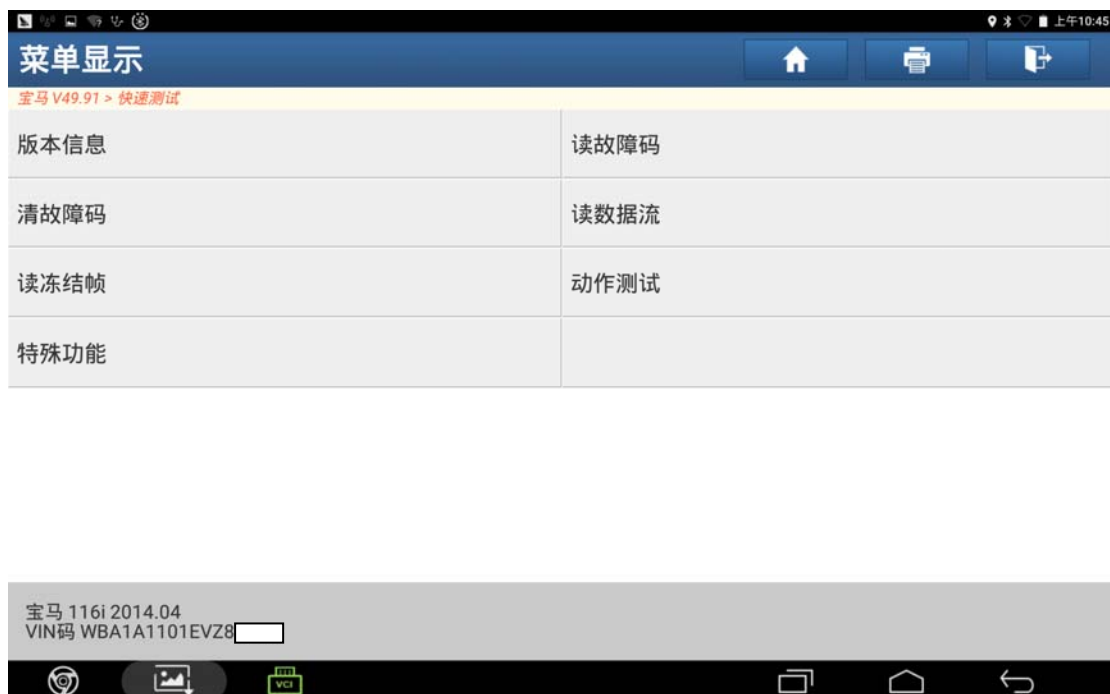 上午10:45
菜单显示
宝马 V49.91 > 快速测试
版本信息 读故障码
清故障码 读数据流
读冻结帧 动作测试
特殊功能
宝马 116i 2014.04
VIN码 WBA1A1101EVZ8
VCI